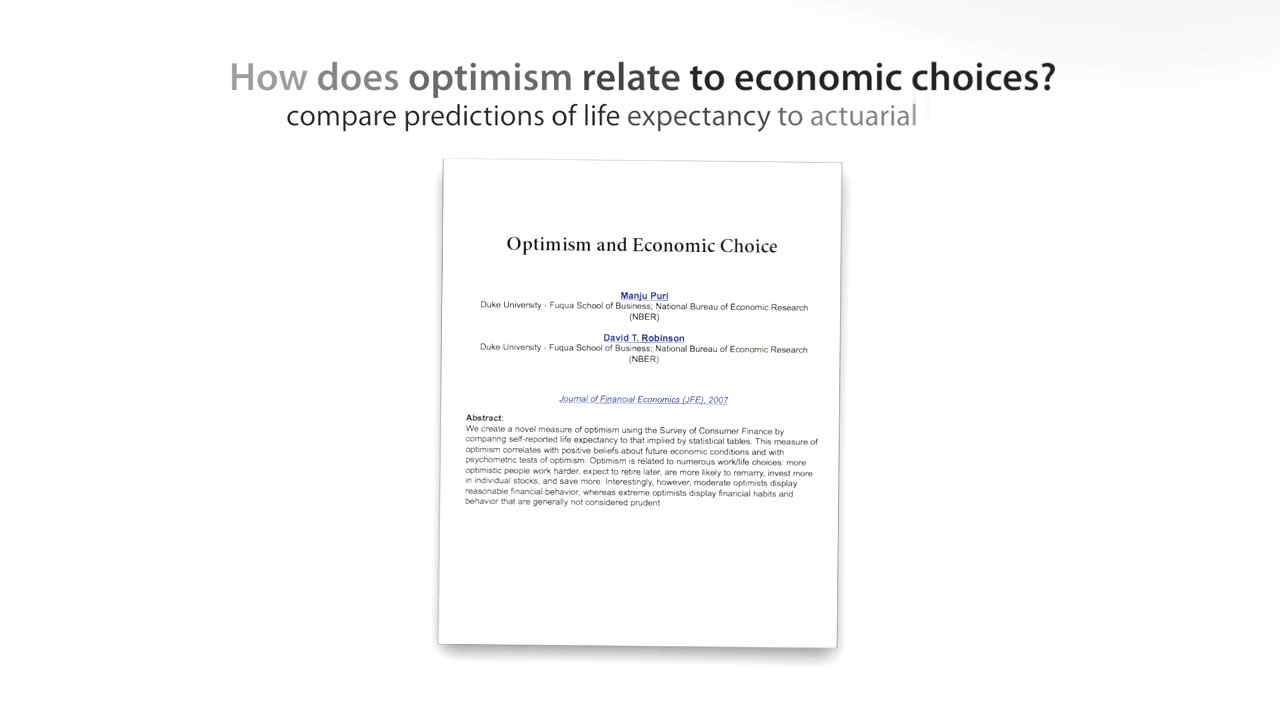 How does optimism relate to economic choices?
compare predictions of life expectancy to actuarial
Optimism and Economic Choice
Manju Puri
Duke University - Fuqua School of Business; National Bureau of Economic Research
(NBER)
David T. Robinson
Duke University - Fuqua School of Business; National Bureau of Economic Research
(NBER)
Journal of Financial Economics (JFE), 2007
Abstract:
We create a novel measure of optimism using the Survey of Consumer Finance by
comparing self-reported life expectancy to that implied by statistical tables. This measure of
optimism correlates with positive beliefs about future economic conditions and with
psychometric tests of optimism. Optimism is related to numerous work/life choices: more
optimistic people work harder, expect to retire later, are more likely to remarry, invest more
in individual stocks, and save more. Interestingly, however, moderate optimists display
reasonable financial behavior, whereas extreme optimists display financial habits and
behavior that are generally not considered prudent